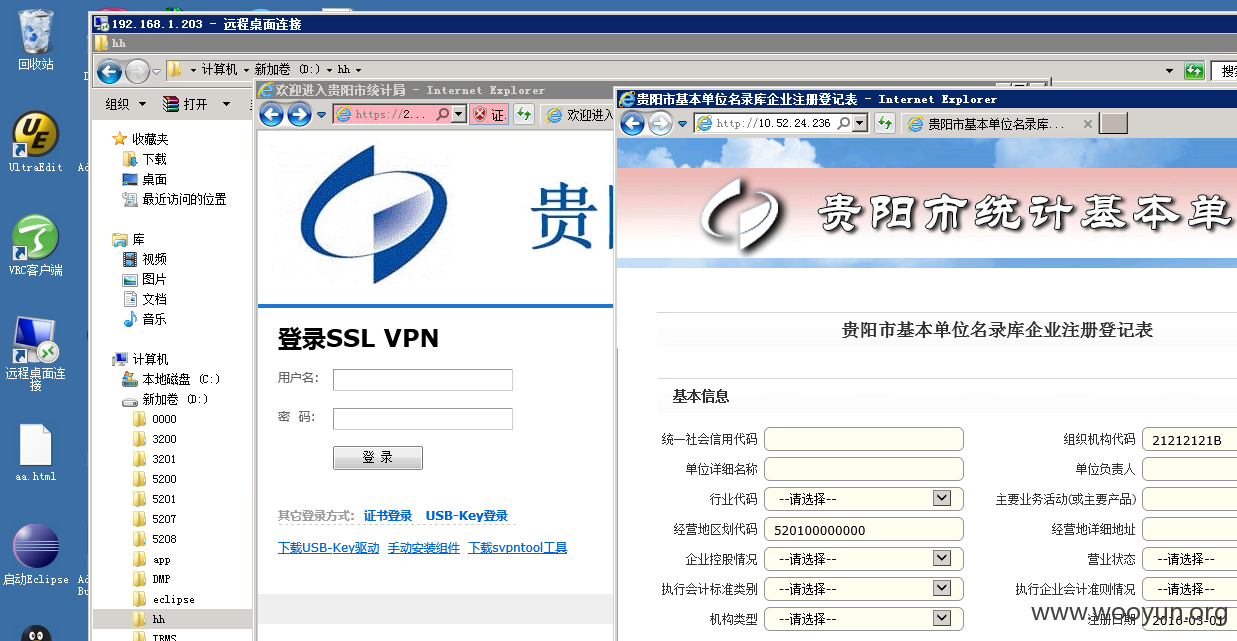 192.168.1.203 - 远程桌面连接
hh
计算机 新加卷 (D:) hh
组织 打开
回收站
UltraEdit
VRC客户端
远程桌面连接
aa.html
启动Eclipse
收藏夹
下载
桌面
最近访问的位置
库
视频
图片
文档
音乐
计算机
本地磁盘 (C:)
新加卷 (D:)
0000
3200
3201
5200
5201
5207
5208
app
DMP
eclipse
hh
TRMS
欢迎进入贵阳市统计局 - Internet Explorer
https://2... 证. 欢迎进入
贵
登录SSL VPN
用户名:
密 码:
登 录
其它登录方式: 证书登录 USB-Key登录
下载USB-Key驱动 手动安装组件 下载svpntool工具
贵阳市基本单位名录库企业注册登记表 - Internet Explorer
http://10.52.24.236 贵阳市基本单位名录库...
贵阳市统计基本单
贵阳市基本单位名录库企业注册登记表
基本信息
统一社会信用代码 组织机构代码 21212121B
单位详细名称 单位负责人
行业代码 --请选择-- 主要业务活动(或主要产品)
经营地区划代码 520100000000 经营地详细地址
企业控股情况 --请选择-- 营业状态 --请选择--
执行会计标准类别 --请选择-- 执行企业会计准则情况 --请选择--
机构类型 --请选择-- 注册日期 2016-03-01
www.wooyun.org